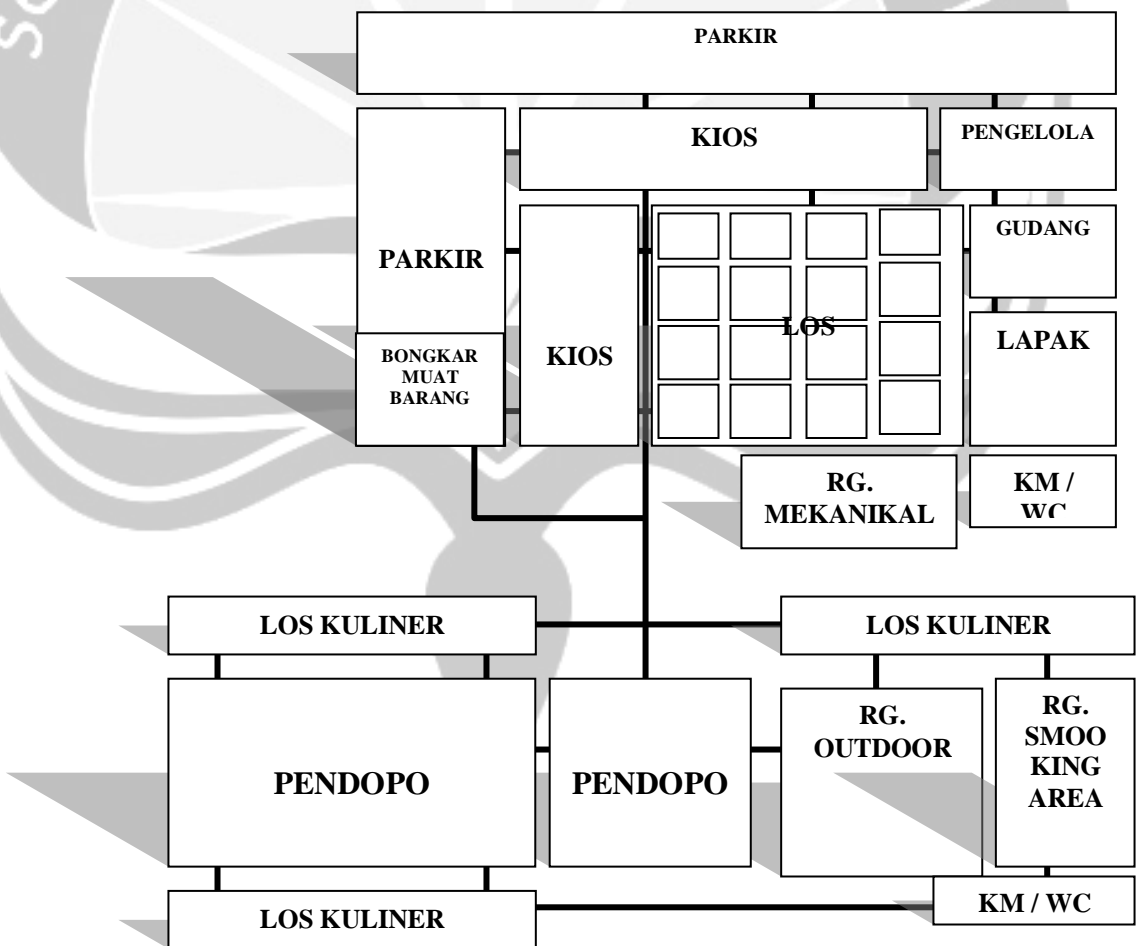 PARKIR
KIOS
PENGELOLA
PARKIR
GUDANG
BONGKAR
MUAT
BARANG
KIOS
LOS
LAPAK
RG.
MEKANIKAL
KM /
WC
LOS KULINER
LOS KULINER
PENDOPO
PENDOPO
RG.
OUTDOOR
RG.
SMOO
KING
AREA
LOS KULINER
KM / WC